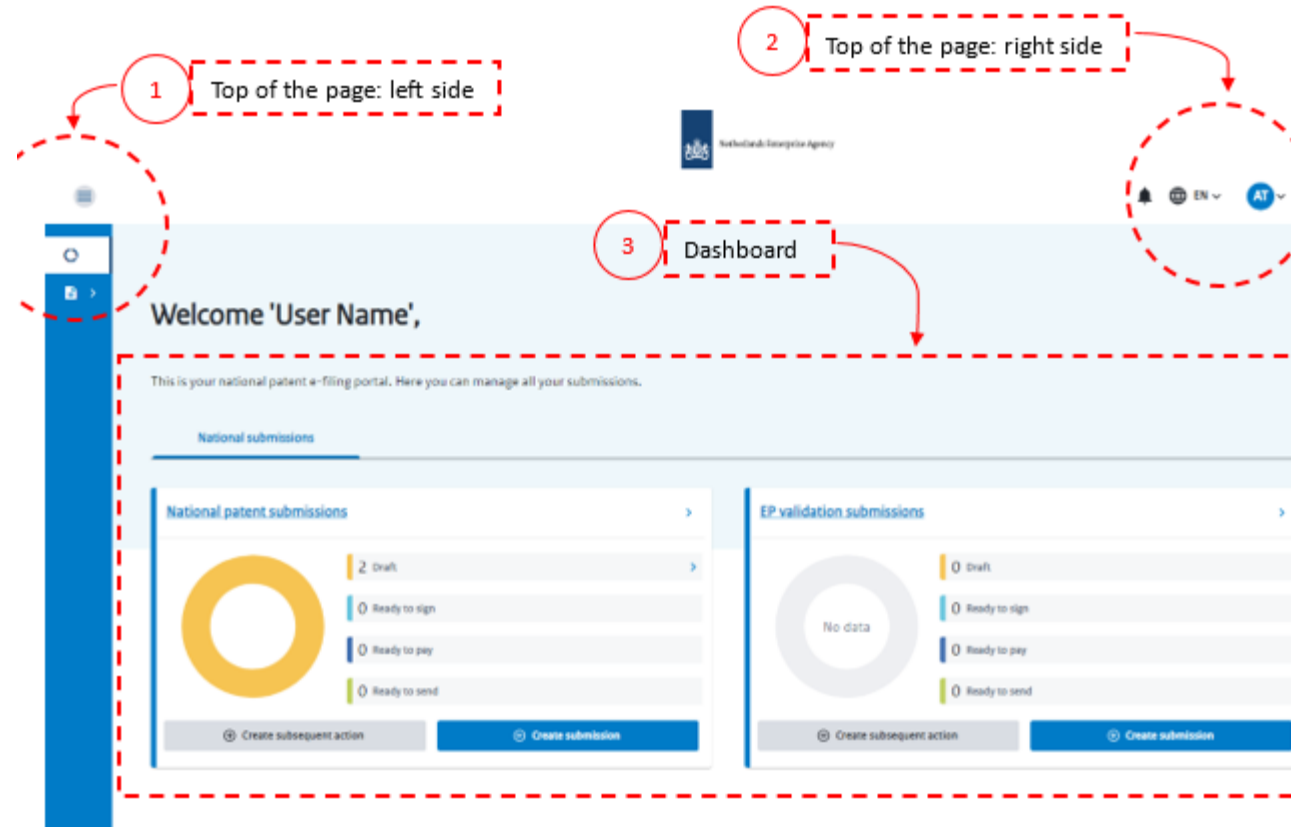 2
Top of the page: right side
1
Top of the page: left side
Netherlands Enterprise Agency
EN
AT
3
Dashboard
Welcome 'User Name',
This is your national patent e-filing portal. Here you can manage all your submissions.
National submissions
National patent submissions
2 Draft
0 Ready to sign
0 Ready to pay
0 Ready to send
Create subsequent action
Create submission
EP validation submissions
No data
0 Draft
0 Ready to sign
0 Ready to pay
0 Ready to send
Create subsequent action
Create submission